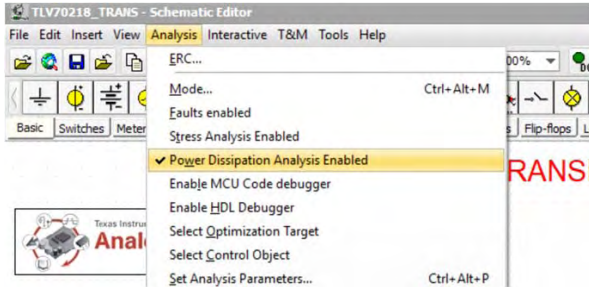 TLV70218_TRANS - Schematic Editor
File Edit Insert View Analysis Interactive T&M Tools Help
ERC...
00%
Mode... Ctrl+Alt+M
Faults enabled
Basic Switches Meter
Flip-flops
Stress Analysis Enabled
Power Dissipation Analysis Enabled
RANS
Enable MCU Code debugger
Enable HDL Debugger
Texas Instru
Select Optimization Target
Anal
Select Control Object
Set Analysis Parameters... Ctrl+Alt+P